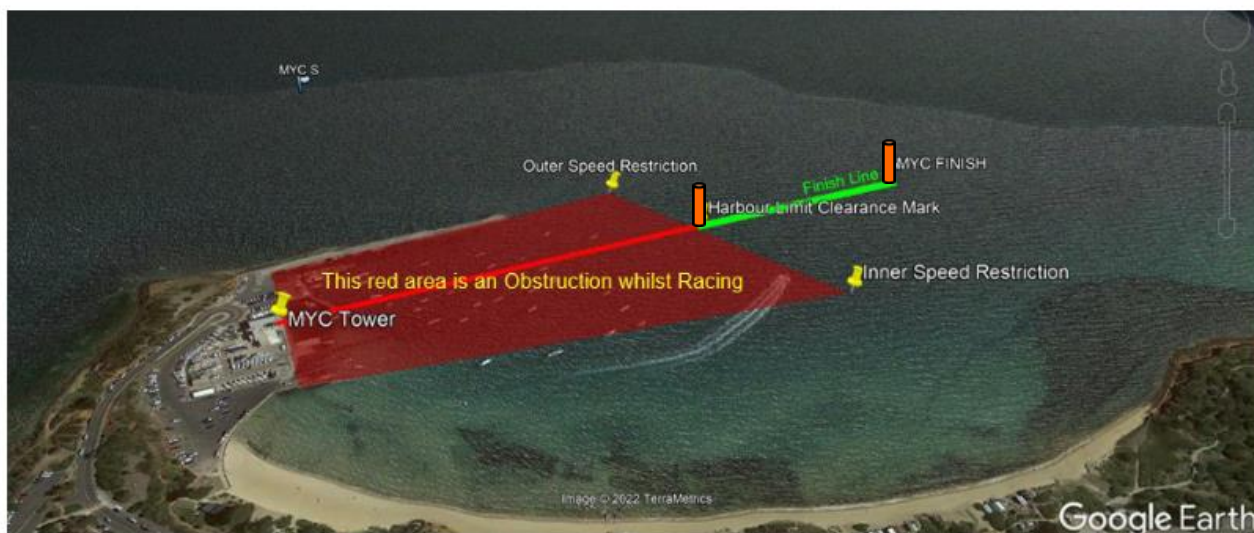 MYC S
Outer Speed Restriction
MYC FINISH
Finish Line
Harbour Limit Clearance Mark
Inner Speed Restriction
This red area is an Obstruction whilst Racing
MYC Tower
Image © 2022 TerraMetrics
Google Earth